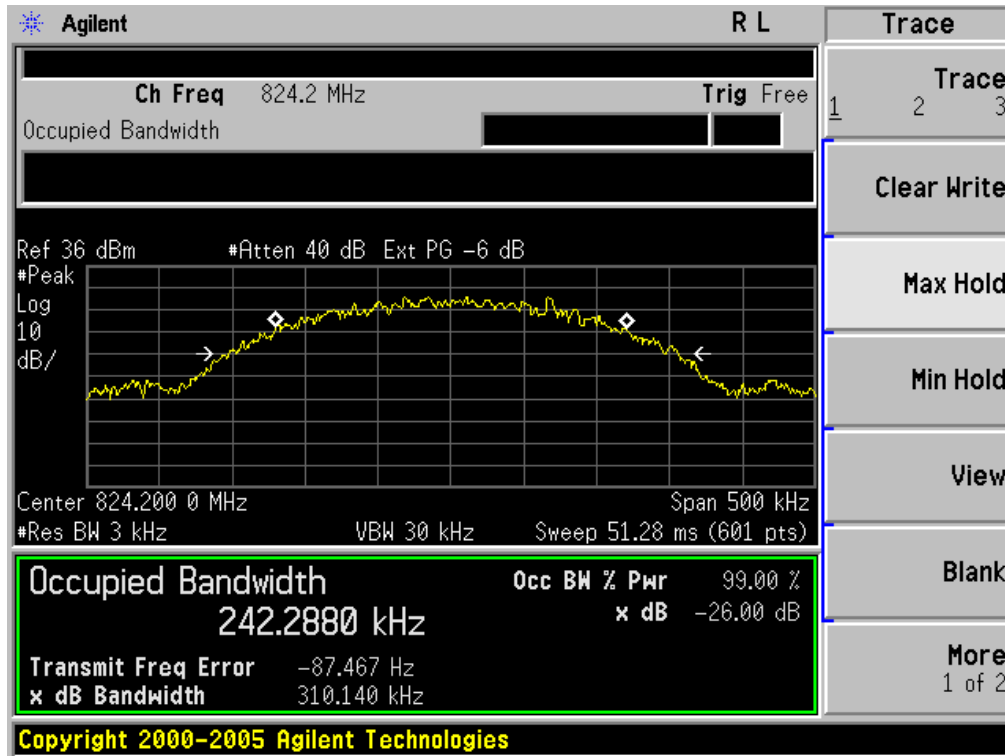 Agilent R L
Ch Freq 824.2 MHz Trig Free
Occupied Bandwidth
Ref 36 dBm #Atten 40 dB Ext PG -6 dB
#Peak
Log
10
dB/
Center 824.200 0 MHz Span 500 kHz
#Res BW 3 kHz VBW 30 kHz Sweep 51.28 ms (601 pts)
Occupied Bandwidth
242.2880 kHz
Occ BW % Pwr 99.00 %
x dB -26.00 dB
Transmit Freq Error -87.467 Hz
x dB Bandwidth 310.140 kHz
Copyright 2000-2005 Agilent Technologies
Trace
Trace
1 2 3
Clear Write
Max Hold
Min Hold
View
Blank
More
1 of 2